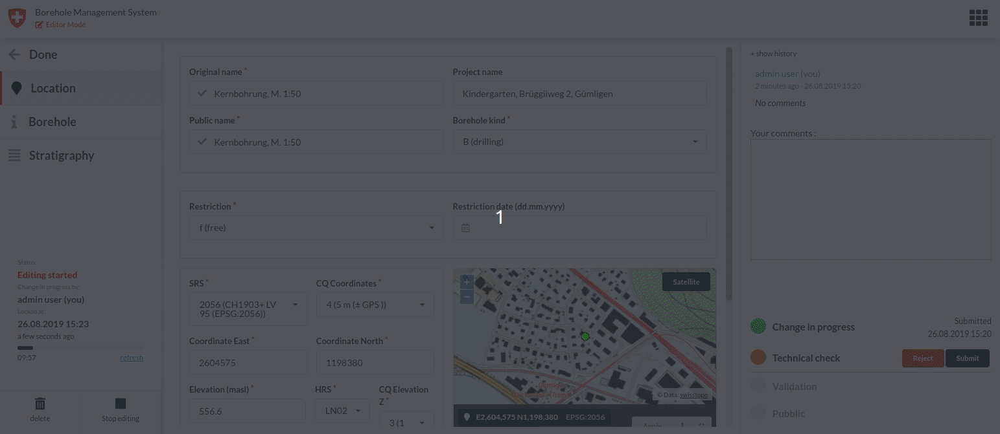 Borehole Management System
Editor Mode
Done
Location
Borehole
Stratigraphy
Status:
Editing started
Change in progress by:
admin user (you)
Locked at:
26.08.2019 15:23
a few seconds ago
09:57 refresh
delete Stop editing
Original name * Project name
Kernbohrung, M. 1:50 Kindergarten, Brüggliweg 2, Gümligen
Public name * Borehole kind *
Kernbohrung, M. 1:50 B (drilling)
Restriction * Restriction date (dd.mm.yyyy)
f (free)
1
SRS * CQ Coordinates *
2056 (CH1903+ LV
95 (EPSG:2056)) 4 (5 m (± GPS ))
Coordinate East * Coordinate North *
2604575 1198380
Elevation (masl) * HRS * CQ Elevation
Z *
556.6 LN02 3 (1
+
−
Satellite
© Data: swisstopo
E2,604,575 N1,198,380 EPSG:2056
Apply
+ show history
admin user (you)
2 minutes ago - 26.08.2019 15:20
No comments
Your comments :
Change in progress Submitted
26.08.2019 15:20
Technical check Reject Submit
Validation
Pubblic